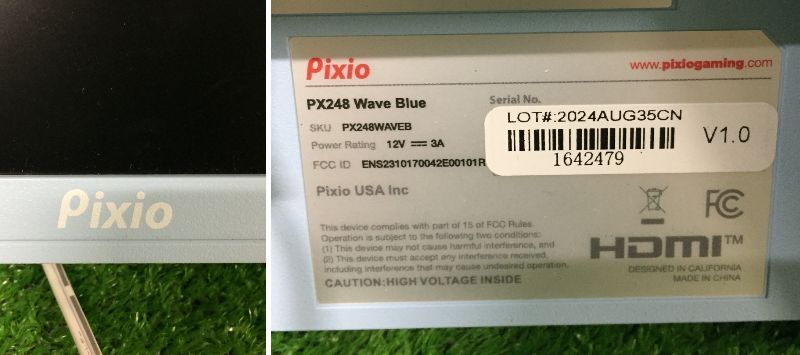 Pixio
Pixio
www.pixiogaming.com
PX248 Wave Blue
Serial No.
SKU PX248WAVEB
Power Rating 12V 3A
FCC ID ENS2310170042E00101R
LOT#:2024AUG35CN
1642479
V1.0
Pixio USA Inc
FC
This device complies with part of 15 of FCC Rules.
Operation is subject to the following two conditions:
(1) This device may not cause harmful interference, and
(2) This device must accept any interference received,
including interference that may cause undesired operation.
CAUTION:HIGH VOLTAGE INSIDE
HDMI™
DESIGNED IN CALIFORNIA
MADE IN CHINA